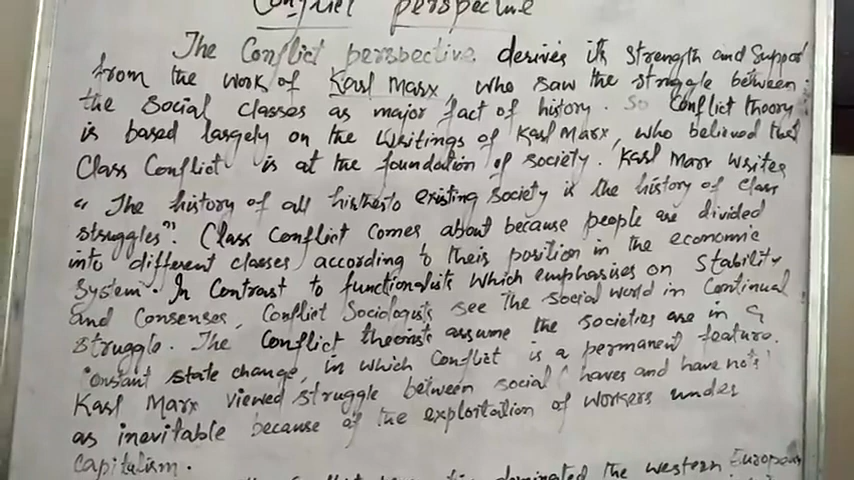 Conflict perspective
The Conflict perspective derives its strength and Support
from the work of Karl Marx, who saw the struggle between
the Social classes as major fact of history. So Conflict theory
is based largely on the writings of Karl Marx, who believed that
Class Conflict is at the foundation of society. Karl Marx writes
" The history of all hitherto existing society is the history of class
struggles". Class Conflict comes about because people are divided
into different classes according to their position in the economic
System. In Contrast to functionalists which emphasises on Stability
and Consenses, Conflict Sociologists see the social world in Continual
struggle. The Conflict theorists assume the societies are in a
Constant state change, in which Conflict is a permanent feature.
Karl Marx viewed struggle between social 'haves and have nots'
as inevitable because of the exploitation of workers under
Capitalism.
dominated the western European